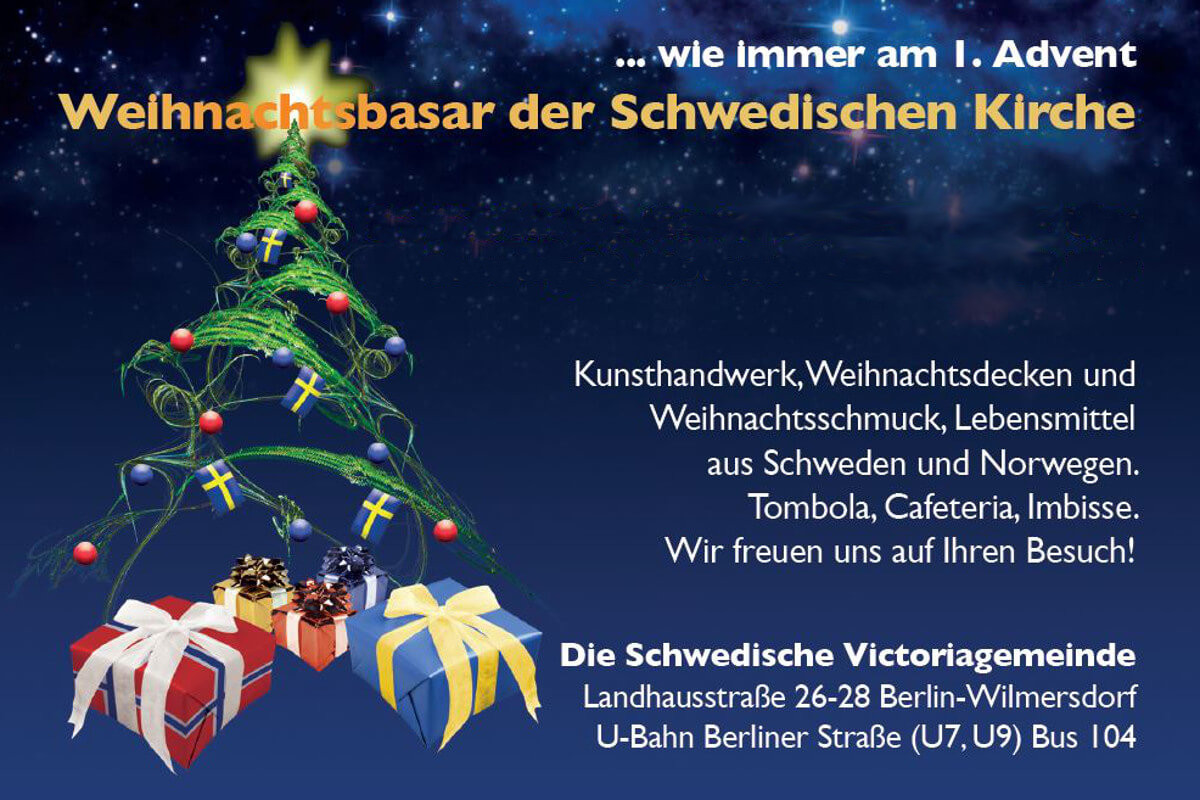 ... wie immer am 1. Advent
Weihnachtsbasar der Schwedischen Kirche
Kunsthandwerk, Weihnachtsdecken und
Weihnachtsschmuck, Lebensmittel
aus Schweden und Norwegen.
Tombola, Cafeteria, Imbisse.
Wir freuen uns auf Ihren Besuch!
Die Schwedische Victoriagemeinde
Landhausstraße 26-28 Berlin-Wilmersdorf
U-Bahn Berliner Straße (U7, U9) Bus 104